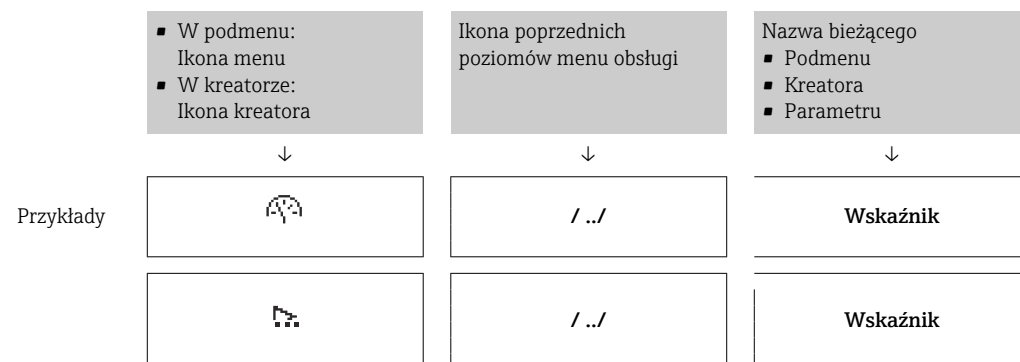 ▪ W podmenu:
Ikona menu
▪ W kreatorze:
Ikona kreatora
Ikona poprzednich
poziomów menu obsługi
Nazwa bieżącego
▪ Podmenu
▪ Kreatora
▪ Parametru
↓ ↓ ↓
Przykłady / ../ Wskaźnik
/ ../ Wskaźnik